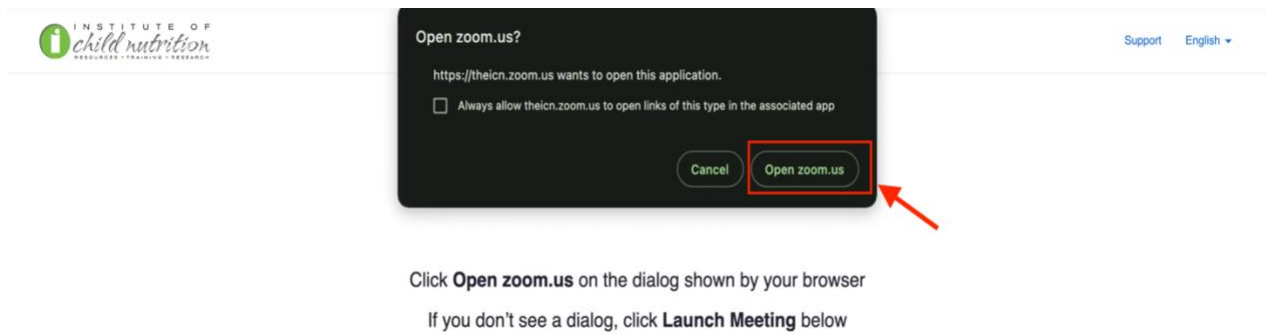 INSTITUTE OF
child nutrition
RESOURCES • TRAINING • RESEARCH
Support English
Open zoom.us?
https://theicn.zoom.us wants to open this application.
Always allow theicn.zoom.us to open links of this type in the associated app
Cancel Open zoom.us
Click Open zoom.us on the dialog shown by your browser
If you don't see a dialog, click Launch Meeting below